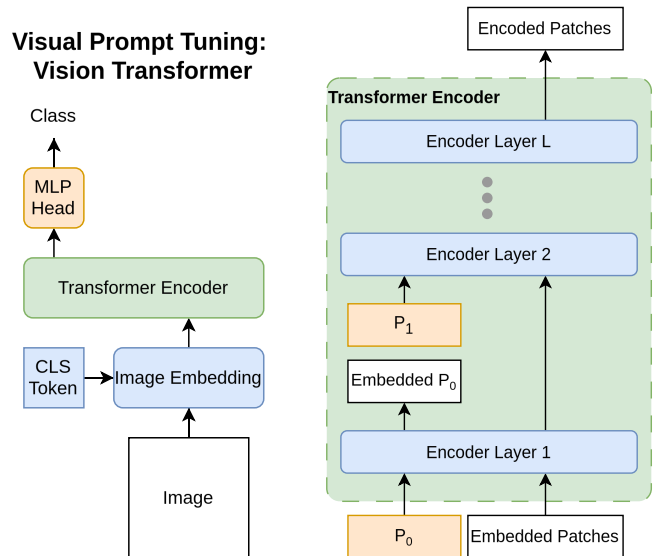 Visual Prompt Tuning:
Vision Transformer
Class
MLP
Head
Transformer Encoder
CLS
Token
Image Embedding
Image
Encoded Patches
Transformer Encoder
Encoder Layer L
Encoder Layer 2
P1
Embedded P0
Encoder Layer 1
P0
Embedded Patches